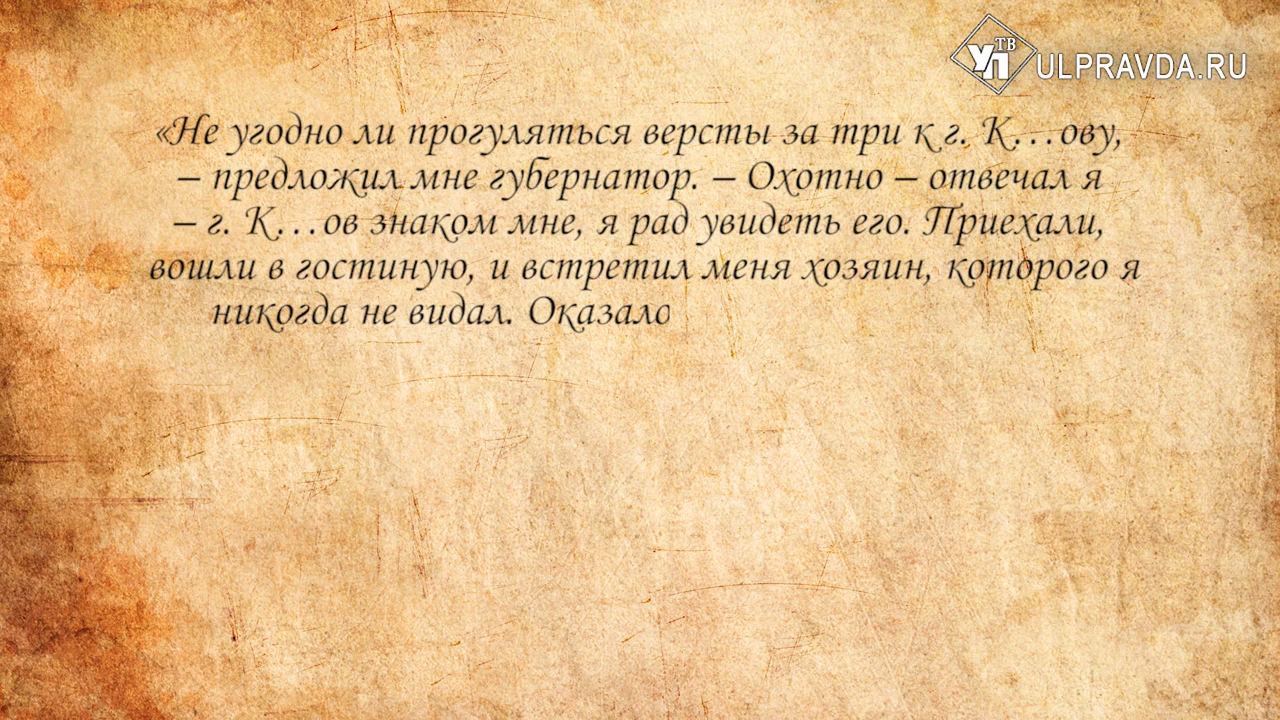 ТВ
УП ULPRAVDA.RU
«Не угодно ли прогуляться версты за три к г. К…ову,
– предложил мне губернатор. – Охотно – отвечал я
– г. К…ов знаком мне, я рад увидеть его. Приехали,
вошли в гостиную, и встретил меня хозяин, которого я
никогда не видал. Оказало